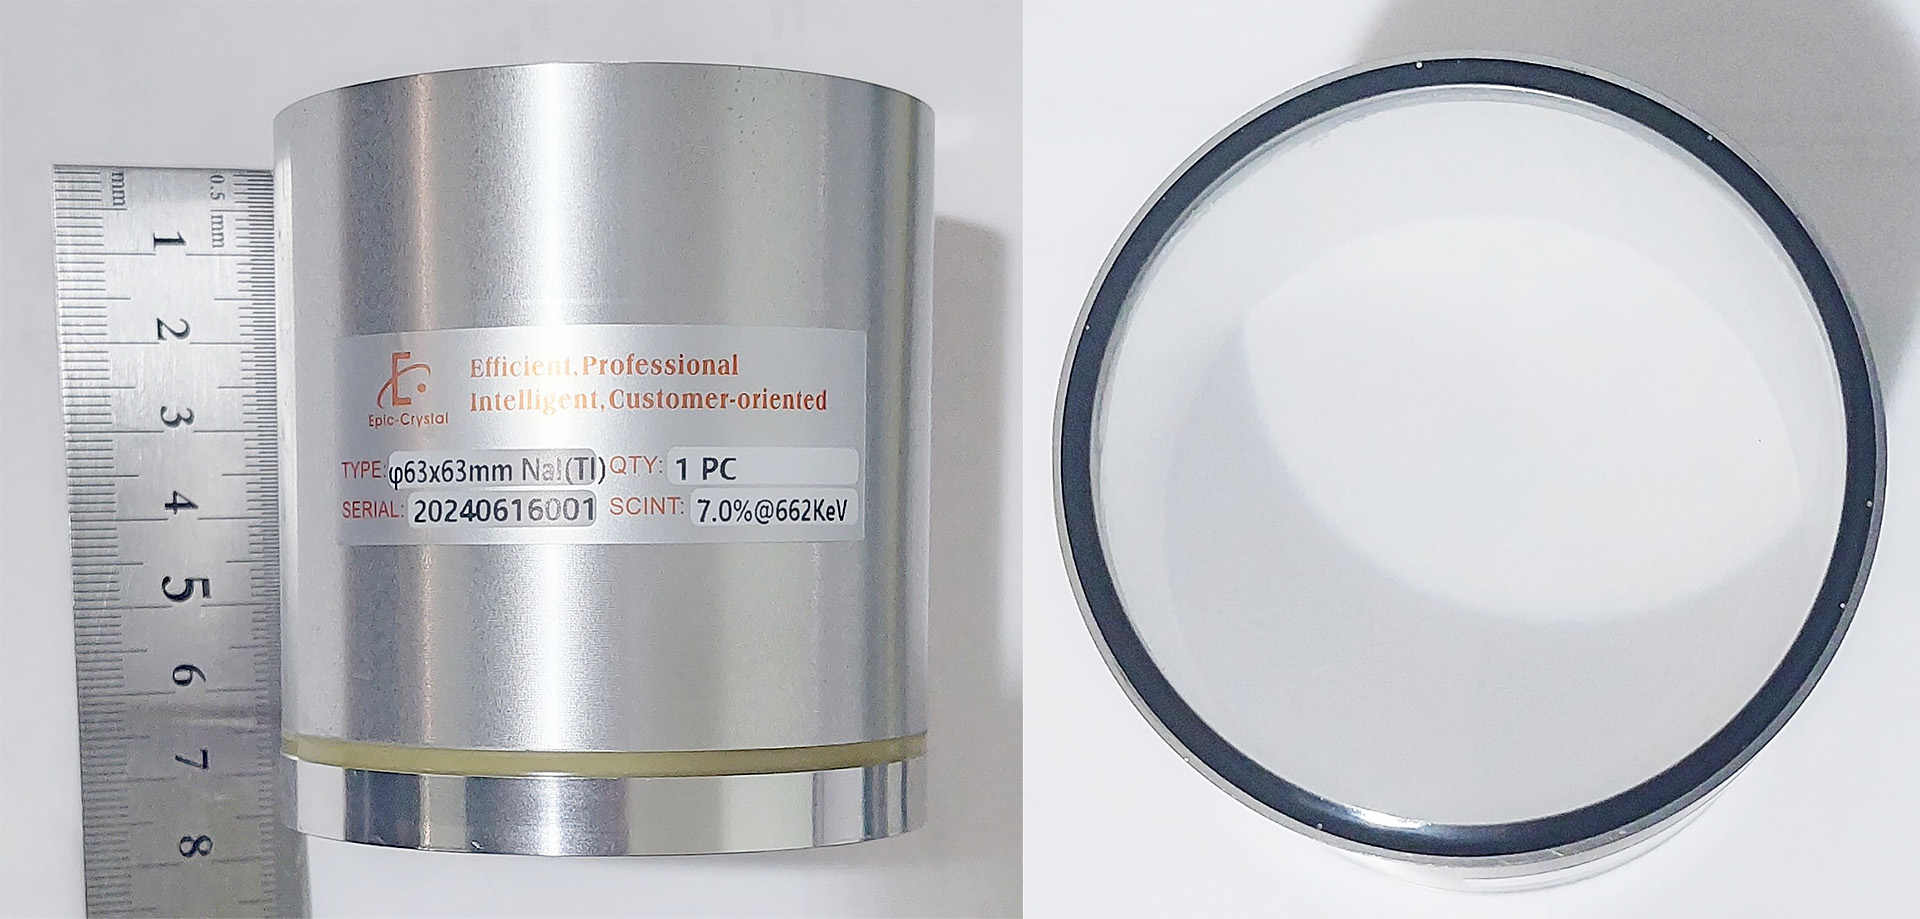 mm
0.5 mm
1
2
3
4
5
6
7
8
E
Epic-Crystal
Efficient,Professional
Intelligent,Customer-oriented
TYPE: φ63x63mm NaI(Tl) QTY: 1 PC
SERIAL: 20240616001 SCINT: 7.0%@662KeV